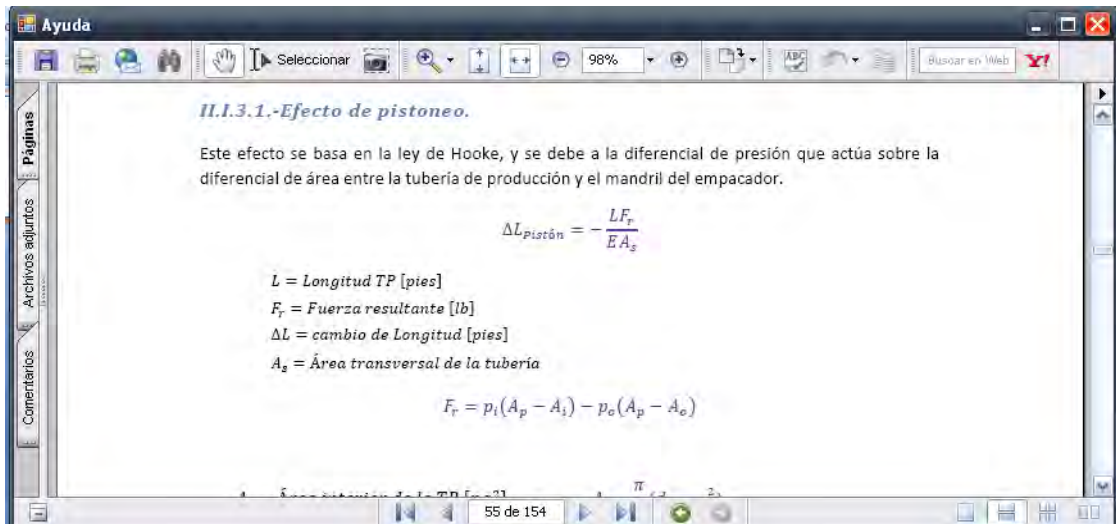 Ayuda
Seleccionar 98% ABC Buscar en Web Y!
Páginas
Archivos adjuntos
Comentarios
II.I.3.1.-Efecto de pistoneo.
Este efecto se basa en la ley de Hooke, y se debe a la diferencial de presión que actúa sobre la
diferencial de área entre la tubería de producción y el mandril del empacador.
ΔL_Pistón = − LF_r / EA_s
L = Longitud TP [pies]
F_r = Fuerza resultante [lb]
ΔL = cambio de Longitud [pies]
A_s = Área transversal de la tubería
F_r = p_i(A_p − A_i) − p_o(A_p − A_o)
55 de 154